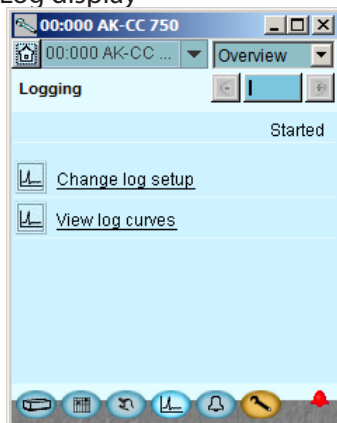 Log display
00:000 AK-CC 750
00:000 AK-CC ... Overview
Logging
Started
Change log setup
View log curves